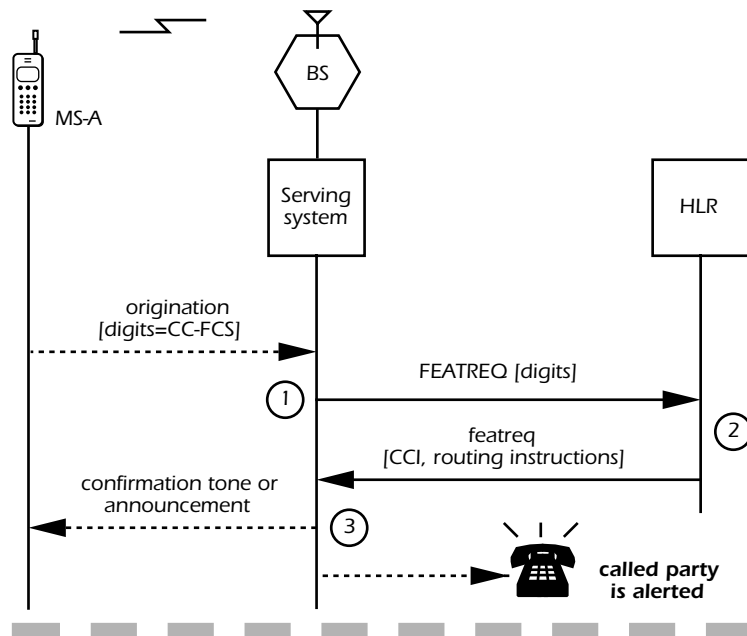 BS
MS-A
Serving
system
HLR
origination
[digits=CC-FCS]
FEATREQ [digits]
1
2
featreq
[CCI, routing instructions]
confirmation tone or
announcement
3
called party
is alerted